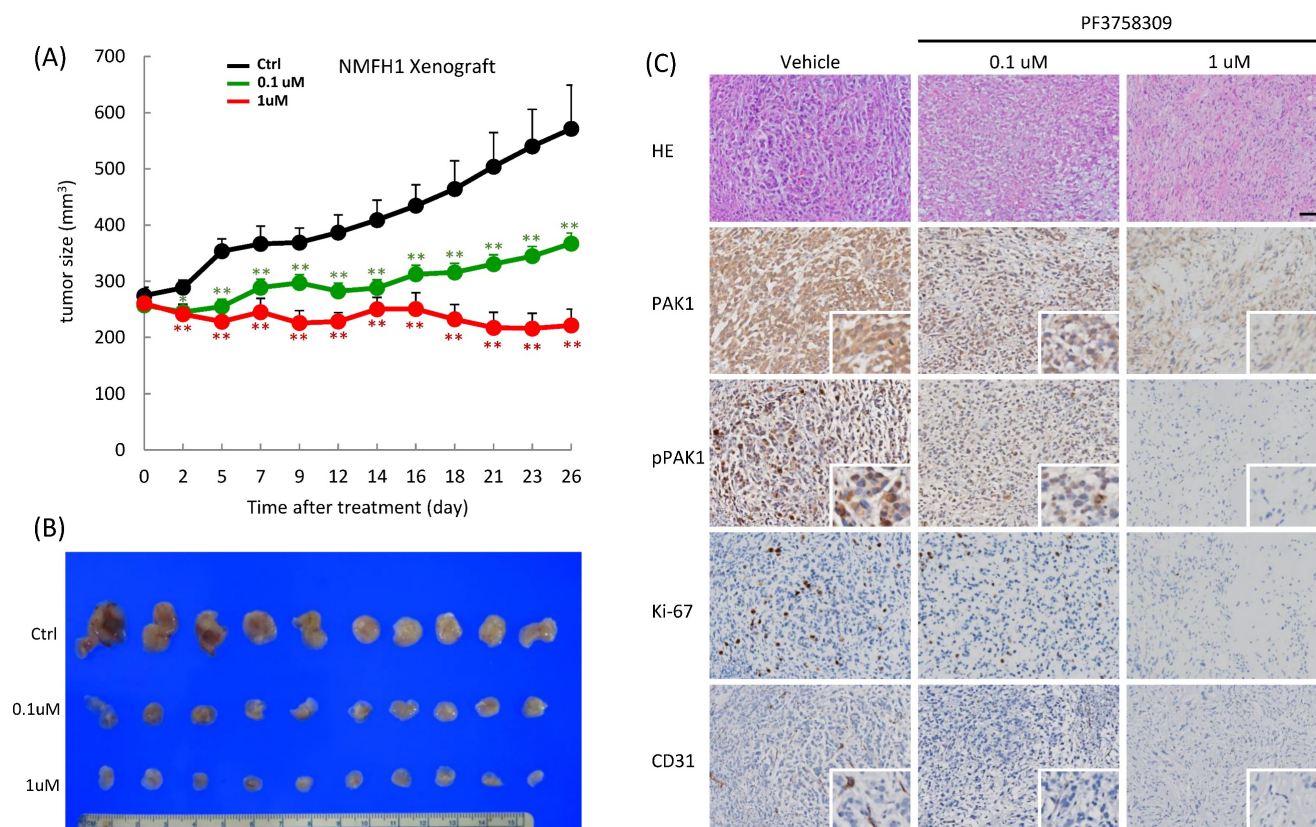 (A)
NMFH1 Xenograft
Ctrl
0.1 uM
1uM
tumor size (mm³)
700
600
500
400
300
200
100
0
* ** ** ** ** ** ** ** ** ** **
** ** ** ** ** ** ** ** ** ** **
0 2 5 7 9 12 14 16 18 21 23 26
Time after treatment (day)
(B)
Ctrl
0.1uM
1uM
(C)
PF3758309
Vehicle 0.1 uM 1 uM
HE
PAK1
pPAK1
Ki-67
CD31